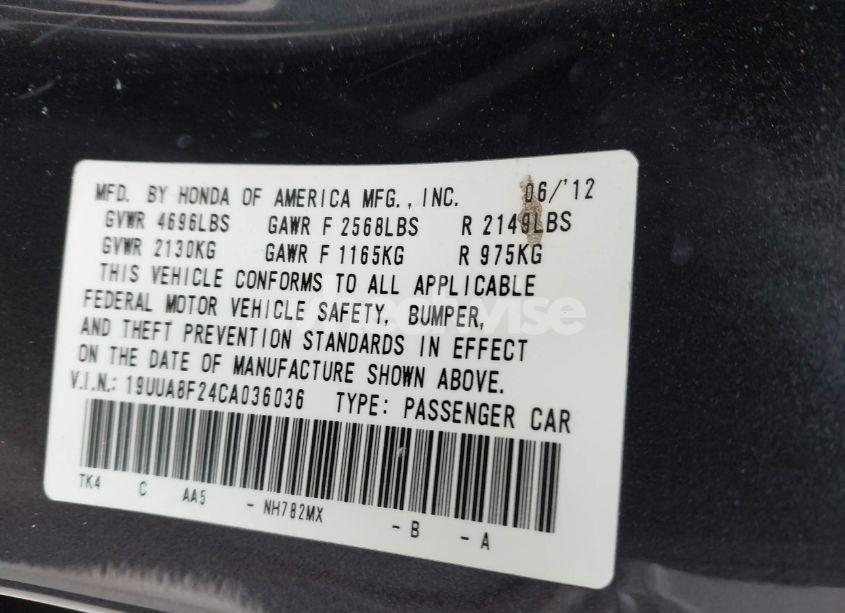 MFD. BY HONDA OF AMERICA MFG., INC. 06/'12
GVWR 4696LBS GAWR F 2568LBS R 2149LBS
GVWR 2130KG GAWR F 1165KG R 975KG
THIS VEHICLE CONFORMS TO ALL APPLICABLE
FEDERAL MOTOR VEHICLE SAFETY, BUMPER,
AND THEFT PREVENTION STANDARDS IN EFFECT
ON THE DATE OF MANUFACTURE SHOWN ABOVE.
V.I.N.: 19UUA8F24CA036036 TYPE: PASSENGER CAR
TK4 C AA5 - NH782MX - B - A